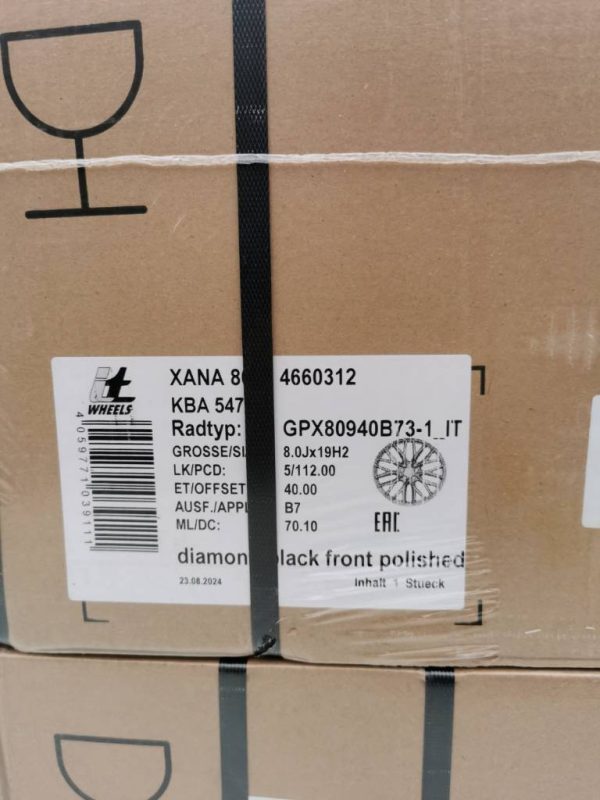 it
WHEELS
XANA 8 4660312
KBA 547
Radtyp: GPX80940B73-1_IT
GROSSE/SI 8.0Jx19H2
LK/PCD: 5/112.00
ET/OFFSET 40.00
AUSF./APPL B7
ML/DC: 70.10
EAC
diamon lack front polished
23.08.2024 Inhalt 1 Stueck
4059771039111